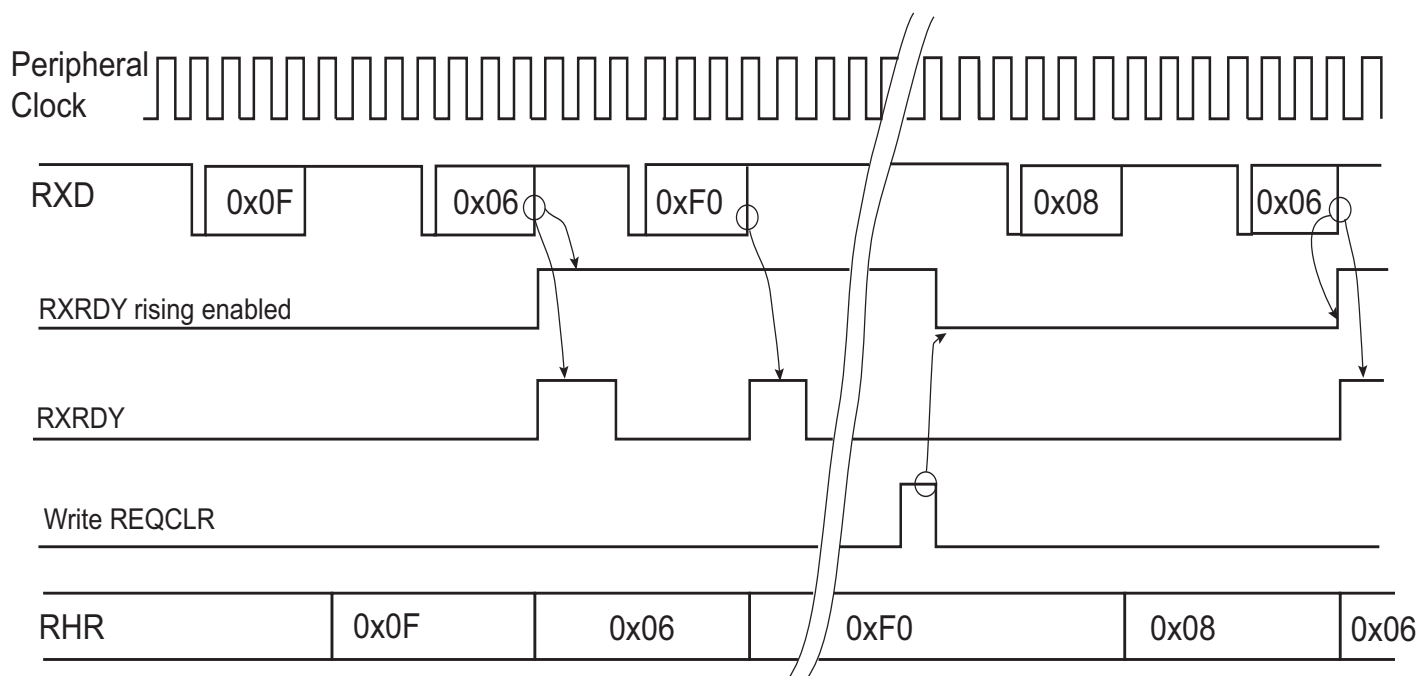 Peripheral
Clock
RXD
0x0F
0x06
0xF0
0x08
0x06
RXRDY rising enabled
RXRDY
Write REQCLR
RHR
0x0F
0x06
0xF0
0x08
0x06